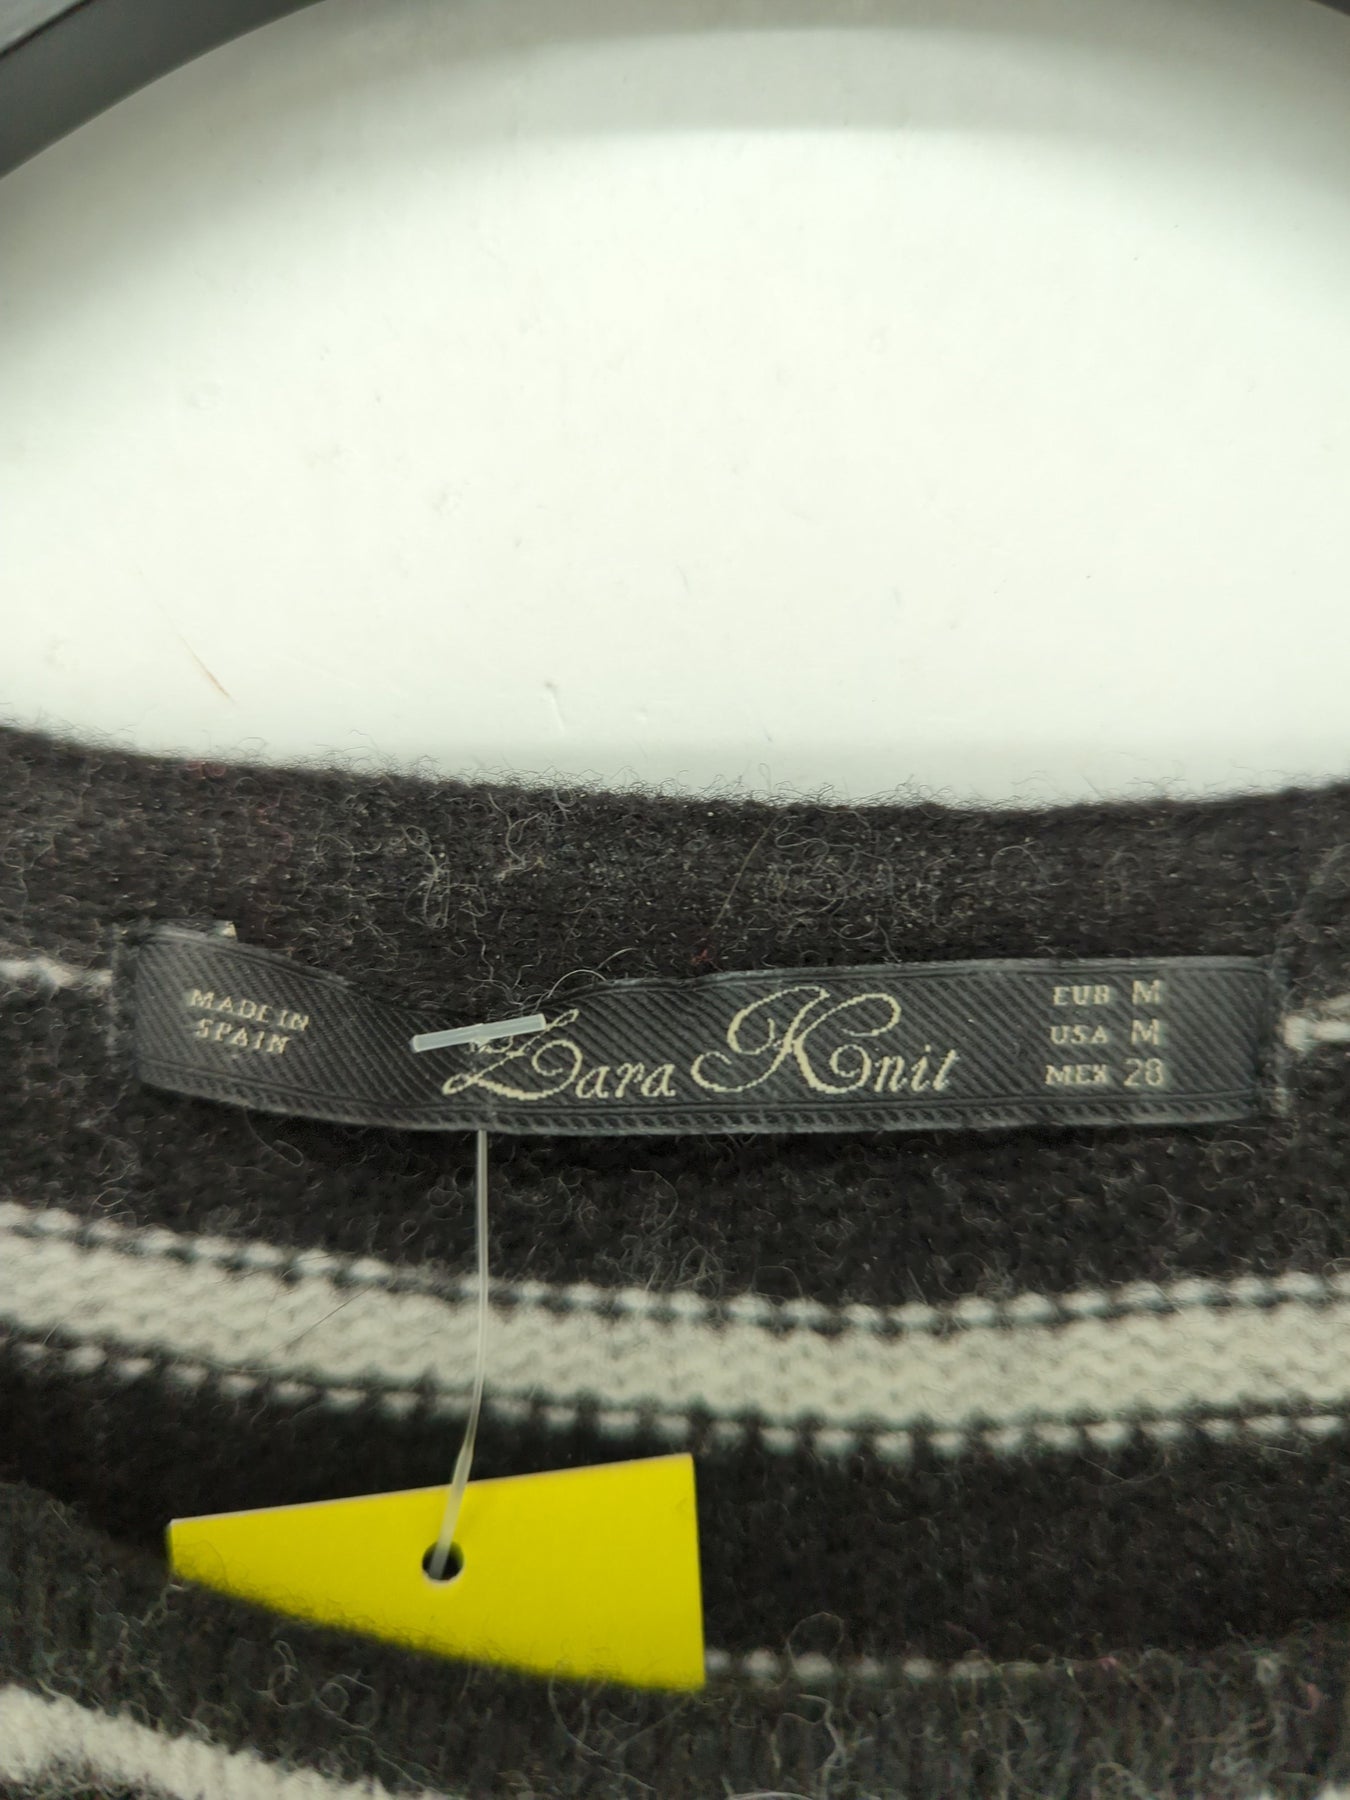 MADE IN
SPAIN
Zara Knit
EUR M
USA M
MEX 28